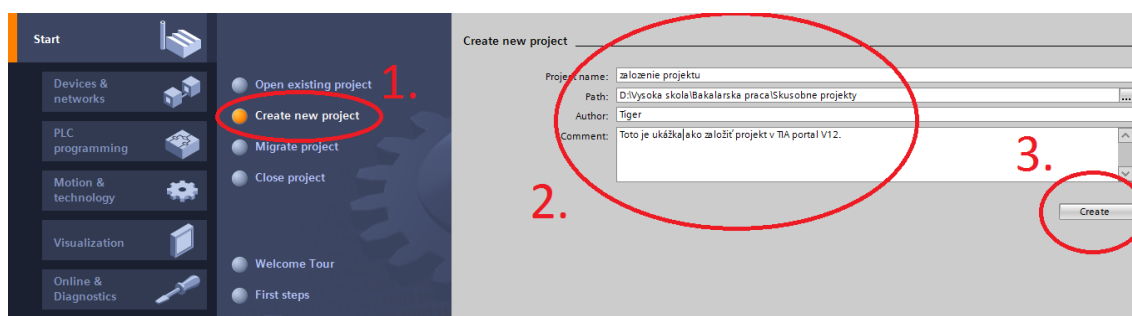 Start
Devices &
networks
PLC
programming
Motion &
technology
Visualization
Online &
Diagnostics
1.
Open existing project
Create new project
Migrate project
Close project
Welcome Tour
First steps
Create new project
Project name: zalozenie projektu
Path: D:\Vysoka skola\Bakalarska praca\Skusobne projekty ...
Author: Tiger
Comment: Toto je ukážka ako založiť projekt v TIA portal V12.
2.
3.
Create